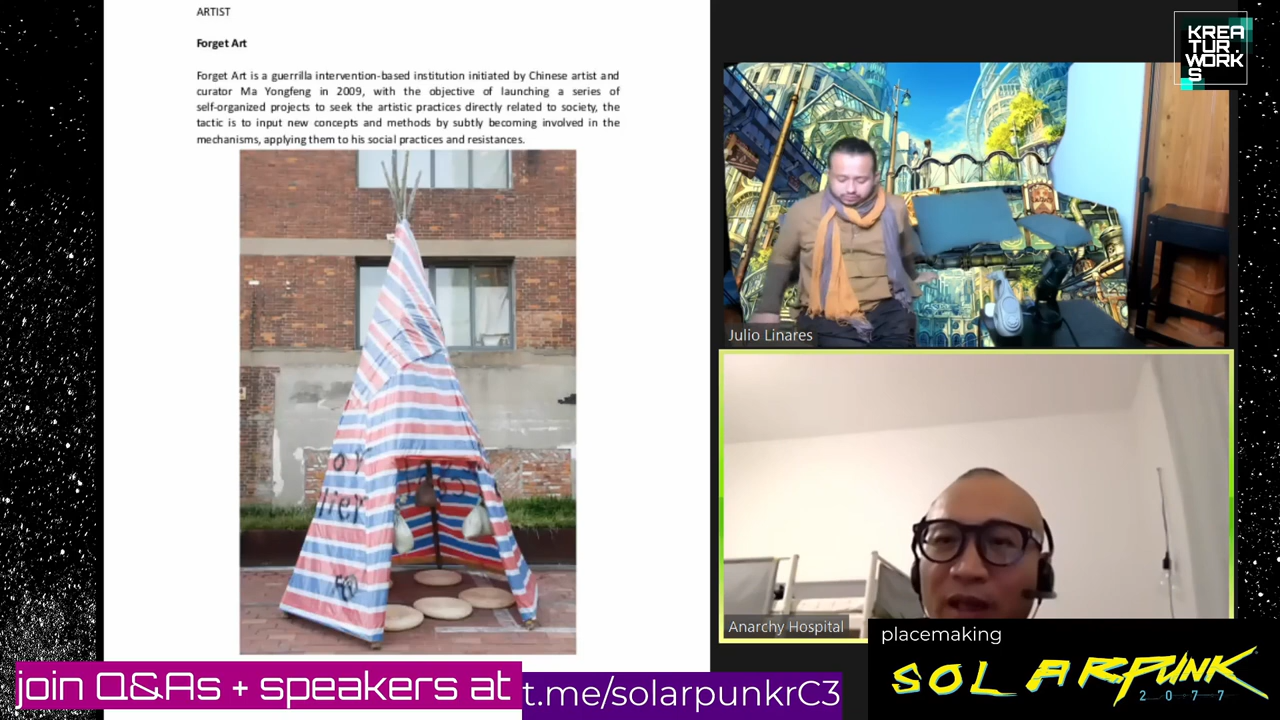 ARTIST
Forget Art
Forget Art is a guerrilla intervention-based institution initiated by Chinese artist and
curator Ma Yongfeng in 2009, with the objective of launching a series of
self-organized projects to seek the artistic practices directly related to society, the
tactic is to input new concepts and methods by subtly becoming involved in the
mechanisms, applying them to his social practices and resistances.
KREA
TUR.
WORK
S
Julio Linares
Anarchy Hospital
placemaking
SOLARPUNK
2077
join Q&As + speakers at
t.me/solarpunkrC3